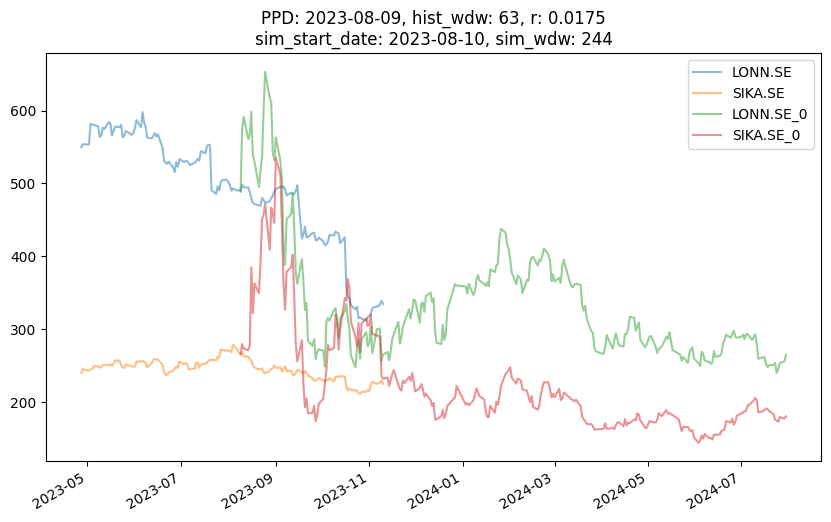 PPD: 2023-08-09, hist_wdw: 63, r: 0.0175
sim_start_date: 2023-08-10, sim_wdw: 244
LONN.SE
SIKA.SE
LONN.SE_0
SIKA.SE_0
600
500
400
300
200
2023-05
2023-07
2023-09
2023-11
2024-01
2024-03
2024-05
2024-07